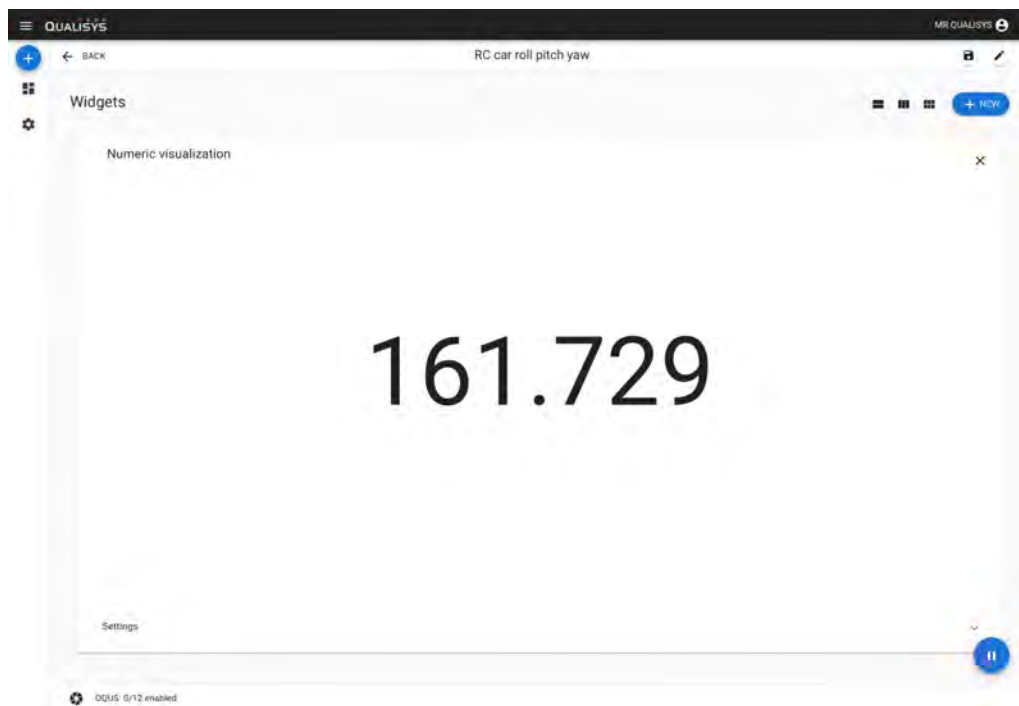 QUALISYS
MR.QUALISYS
BACK
RC car roll pitch yaw
Widgets
+ NEW
Numeric visualization
161.729
Settings
OQUS: 0/12 enabled